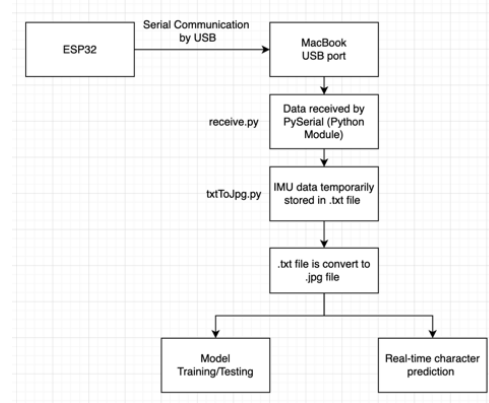 Serial Communication
by USB
ESP32
MacBook
USB port
receive.py
Data received by
PySerial (Python
Module)
txtToJpg.py
IMU data temporarily
stored in .txt file
.txt file is convert to
.jpg file
Model
Training/Testing
Real-time character
prediction